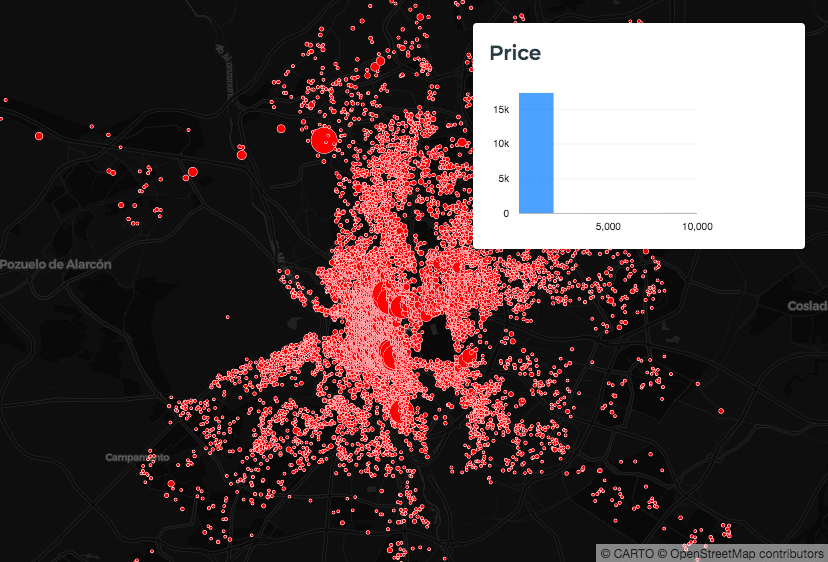 Price
15k
10k
5k
0
5,000
10,000
Pozuelo de Alarcón
Coslad
Campamento
© CARTO © OpenStreetMap contributors